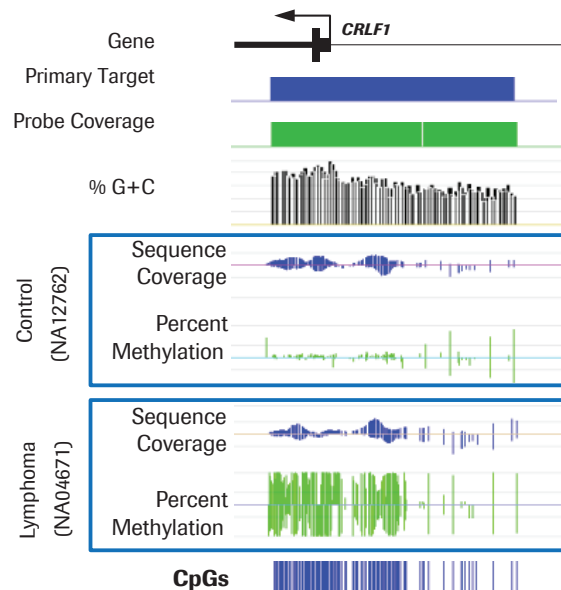 CRLF1
Gene
Primary Target
Probe Coverage
% G+C
Control
(NA12762)
Sequence
Coverage
Percent
Methylation
Lymphoma
(NA04671)
Sequence
Coverage
Percent
Methylation
CpGs